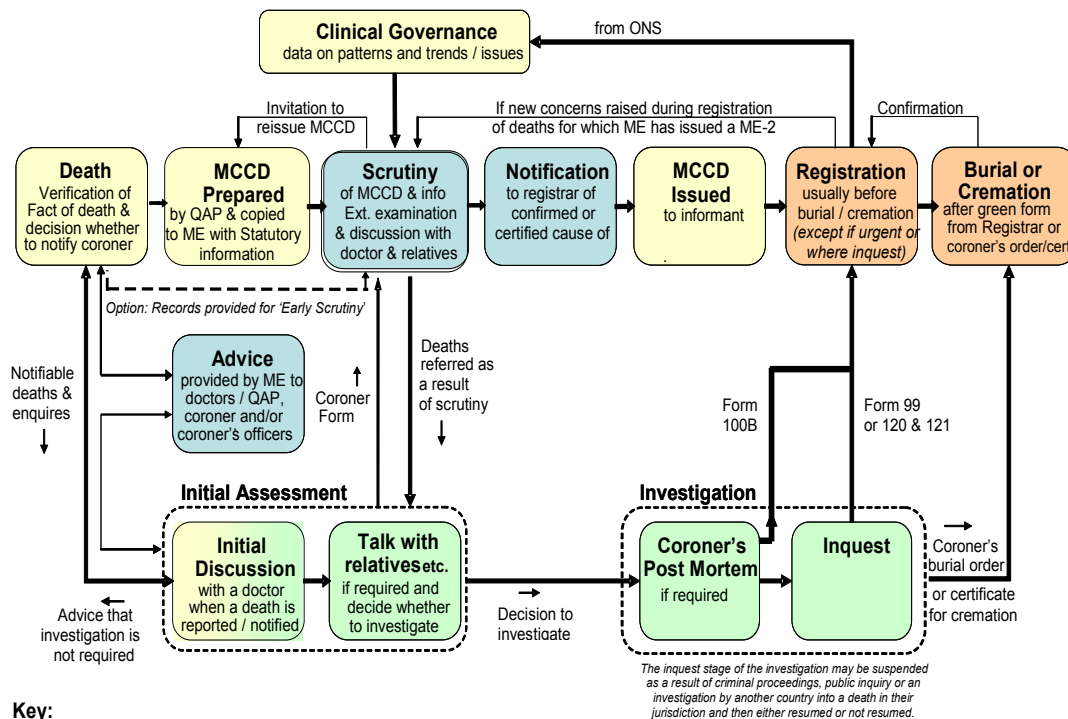 Clinical Governance
data on patterns and trends / issues
from ONS
Invitation to
reissue MCCD
If new concerns raised during registration
of deaths for which ME has issued a ME-2
Confirmation
Death
Verification of
Fact of death &
decision whether
to notify coroner
MCCD
Prepared
by QAP & copied
to ME with Statutory
information
Scrutiny
of MCCD & info
Ext. examination
& discussion with
doctor & relatives
Notification
to registrar of
confirmed or
certified cause of
MCCD
Issued
to informant
Registration
usually before
burial / cremation
(except if urgent or
where inquest)
Burial or
Cremation
after green form
from Registrar or
coroner's order/cert
Option: Records provided for 'Early Scrutiny'
Notifiable
deaths &
enquires
Advice
provided by ME to
doctors / QAP,
coroner and/or
coroner's officers
Coroner
Form
Deaths
referred as
a result
of scrutiny
Form
100B
Form 99
or 120 & 121
Initial Assessment
Initial
Discussion
with a doctor
when a death is
reported / notified
Talk with
relatives etc.
if required and
decide whether
to investigate
Advice that
investigation is
not required
Decision to
investigate
Investigation
Coroner's
Post Mortem
if required
Inquest
Coroner's
burial order
or certificate
for cremation
The inquest stage of the investigation may be suspended
as a result of criminal proceedings, public inquiry or an
investigation by another country into a death in their
jurisdiction and then either resumed or not resumed.
Key: